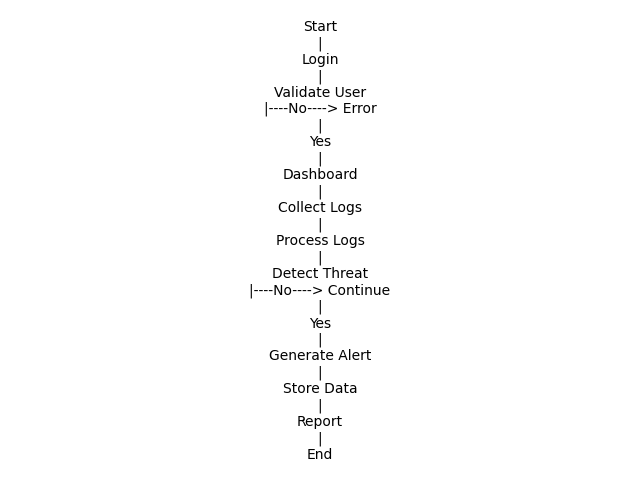 Start
|
Login
|
Validate User
|----No----> Error
|
Yes
|
Dashboard
|
Collect Logs
|
Process Logs
|
Detect Threat
|----No----> Continue
|
Yes
|
Generate Alert
|
Store Data
|
Report
|
End